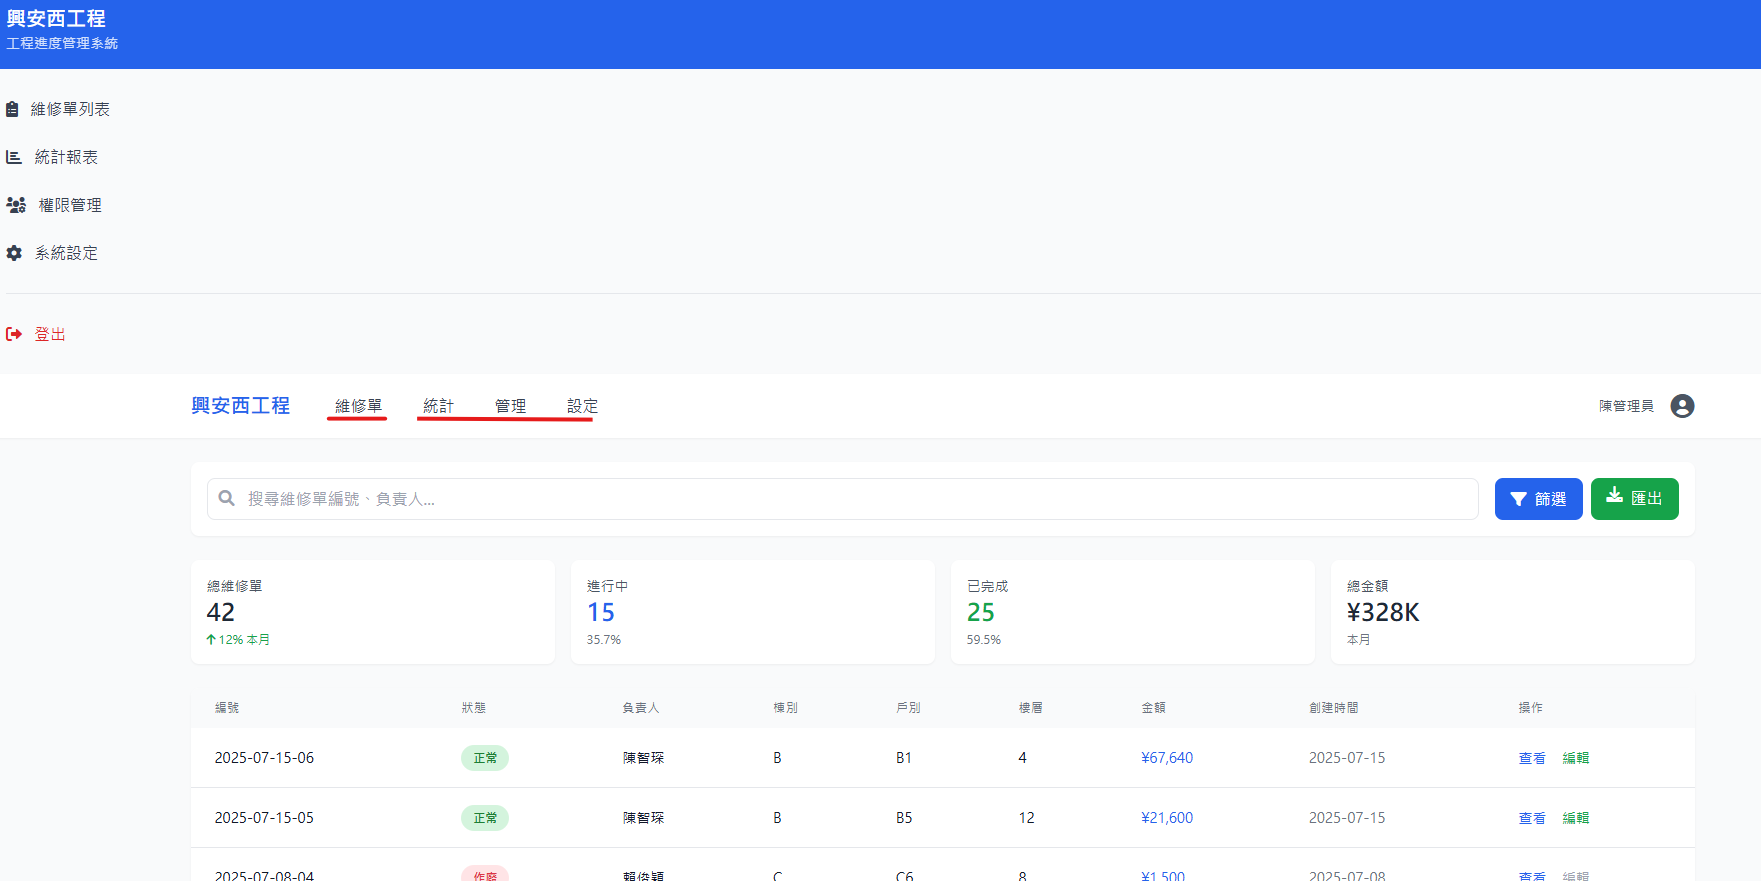 興安西工程
工程進度管理系統
維修單列表
統計報表
權限管理
系統設定
登出
興安西工程 維修單 統計 管理 設定 陳管理員
搜尋維修單編號、負責人... 篩選 匯出
總維修單 進行中 已完成 總金額
42 15 25 ¥328K
12% 本月 35.7% 59.5% 本月
編號 狀態 負責人 棟別 戶別 樓層 金額 創建時間 操作
2025-07-15-06 正常 陳智琛 B B1 4 ¥67,640 2025-07-15 查看 編輯
2025-07-15-05 正常 陳智琛 B B5 12 ¥21,600 2025-07-15 查看 編輯
2025-07-08-04 作廢 賴俊穎 C C6 8 ¥1,500 2025-07-08 查看 編輯